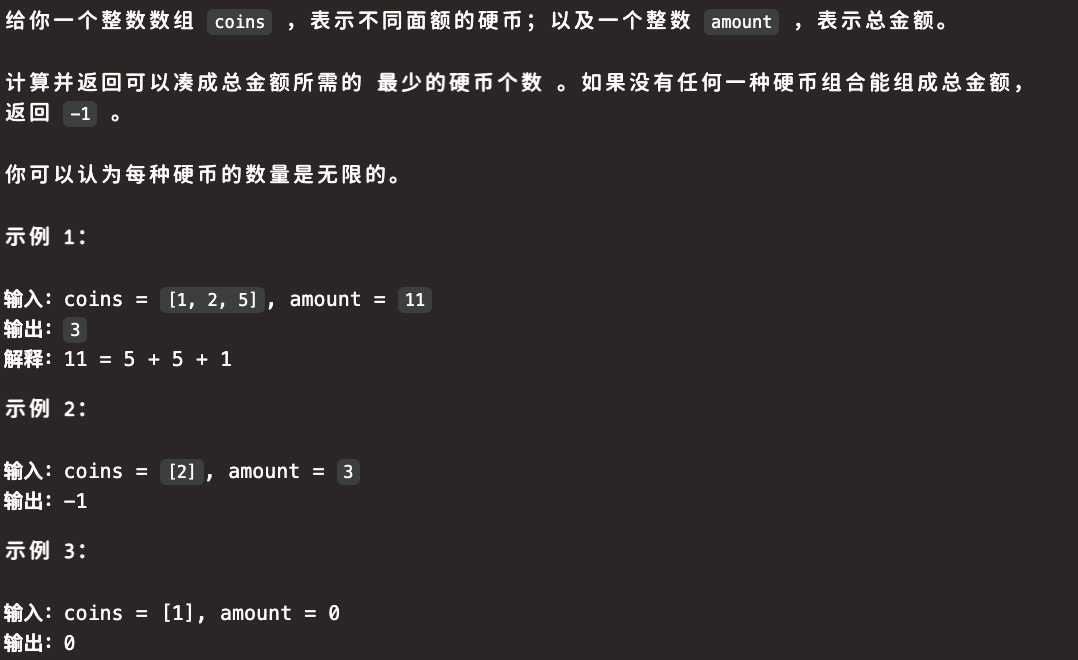 给你一个整数数组 coins ，表示不同面额的硬币；以及一个整数 amount ，表示总金额。
计算并返回可以凑成总金额所需的 最少的硬币个数 。如果没有任何一种硬币组合能组成总金额，
返回 -1 。
你可以认为每种硬币的数量是无限的。
示例 1：
输入：coins = [1, 2, 5], amount = 11
输出：3
解释：11 = 5 + 5 + 1
示例 2：
输入：coins = [2], amount = 3
输出：-1
示例 3：
输入：coins = [1], amount = 0
输出：0